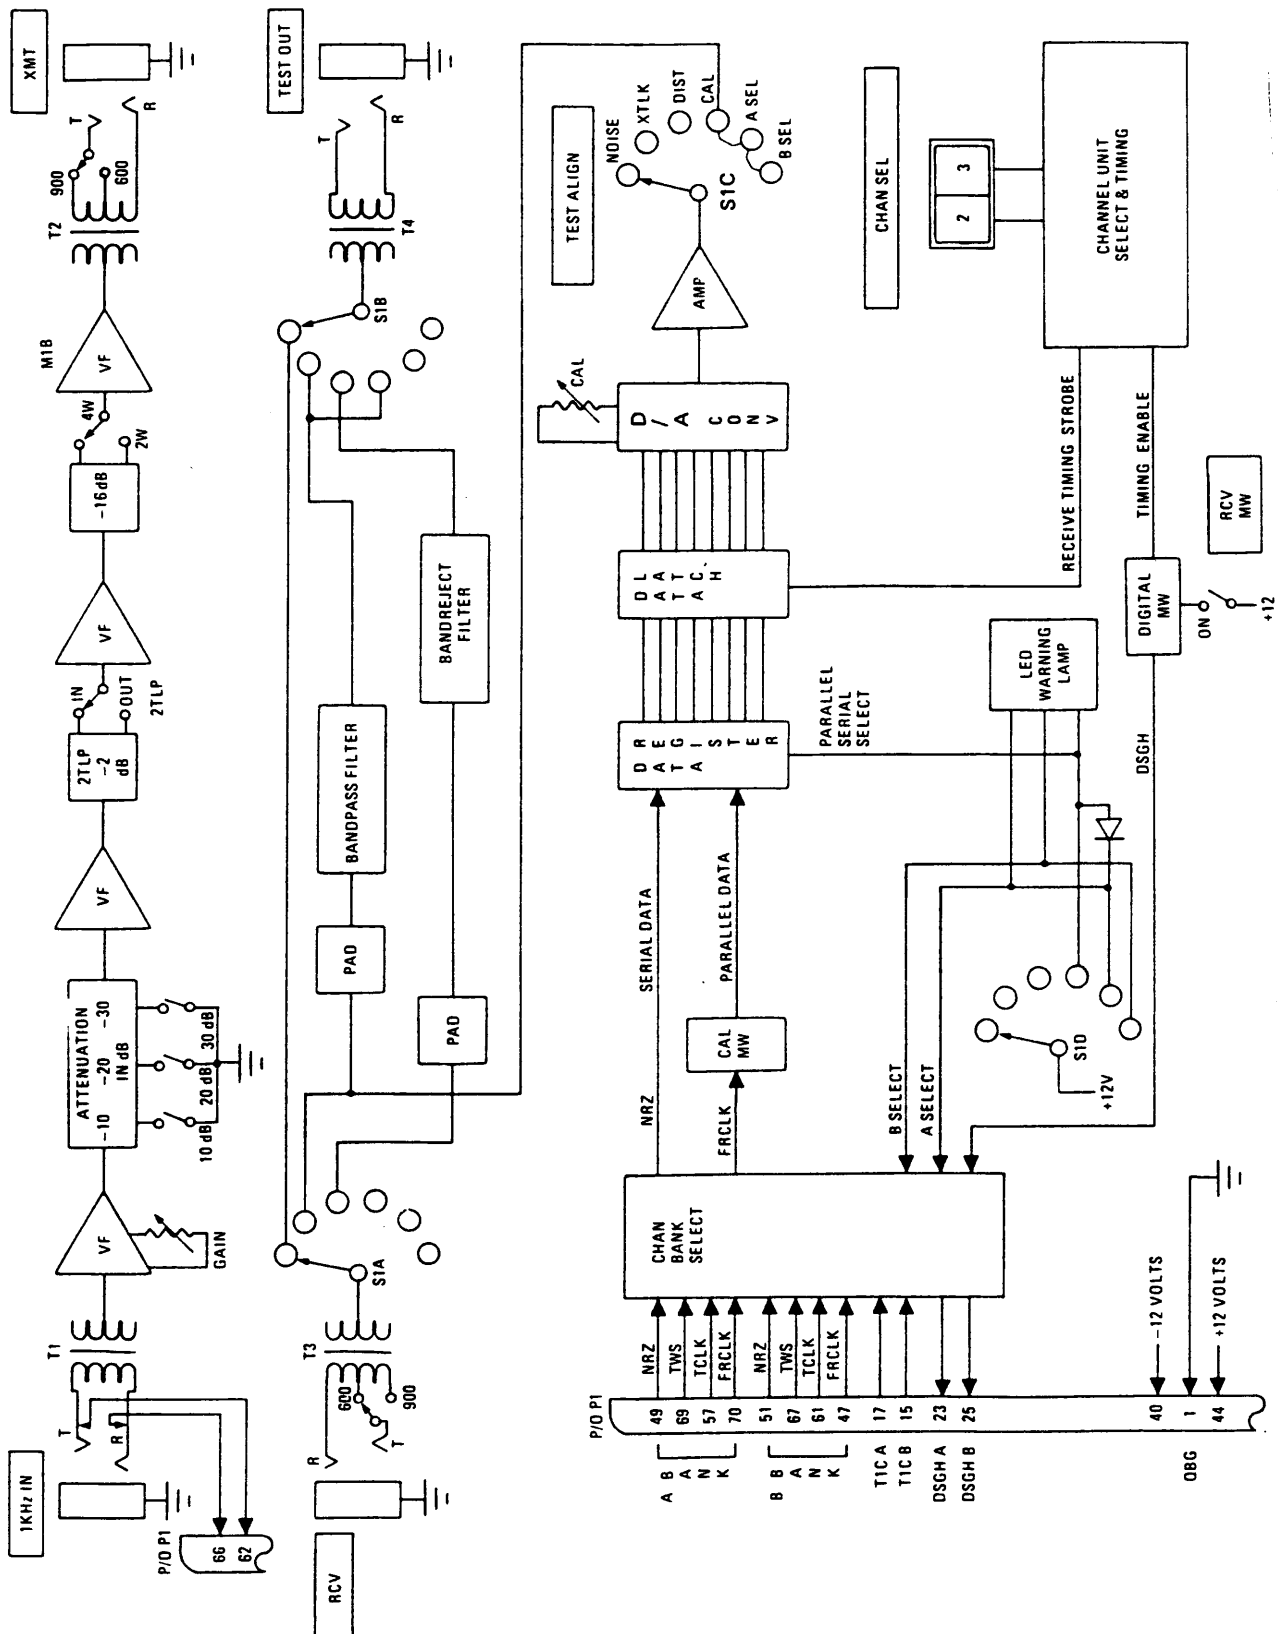 1KHz IN
T
R
P/O P1
66
62
T1
VF
GAIN
ATTENUATION
-10 -20 -30
IN dB
10 dB
20 dB
30 dB
VF
2TLP
-2
dB
IN
OUT
2TLP
VF
-16dB
4W
2W
M1B
VF
T2
900
600
T
R
XMT
RCV
R
T
600
900
T3
S1A
PAD
BANDPASS FILTER
PAD
BANDREJECT
FILTER
S1B
T4
T
R
TEST OUT
P/O P1
A BANK
49 NRZ
69 TWS
57 TCLK
70 FRCLK
B BANK
51 NRZ
67 TWS
61 TCLK
47 FRCLK
T1C A 17
T1C B 15
DSGH A 23
DSGH B 25
40 -12 VOLTS
OBG 1
44 +12 VOLTS
CHAN
BANK
SELECT
NRZ
SERIAL DATA
FRCLK
CAL
MW
PARALLEL DATA
B SELECT
A SELECT
DATA
REGISTER
PARALLEL
SERIAL
SELECT
DATA
LATCH
D/A
CONV
CAL
AMP
S1C
TEST ALIGN
NOISE
XTLK
DIST
CAL
A SEL
B SEL
+12V
S1D
LED
WARNING
LAMP
DSGH
DIGITAL
MW
ON
+12
RCV
MW
RECEIVE TIMING STROBE
TIMING ENABLE
CHANNEL UNIT
SELECT & TIMING
CHAN SEL
2 3